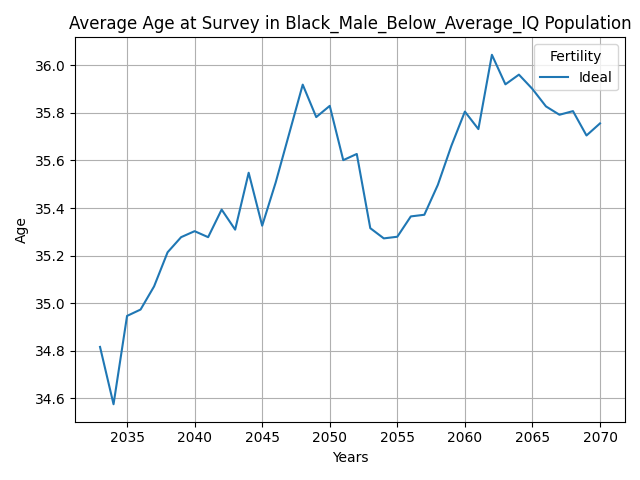 Average Age at Survey in Black_Male_Below_Average_IQ Population
Fertility
Ideal
36.0
35.8
35.6
35.4
35.2
35.0
34.8
34.6
Age
2035 2040 2045 2050 2055 2060 2065 2070
Years